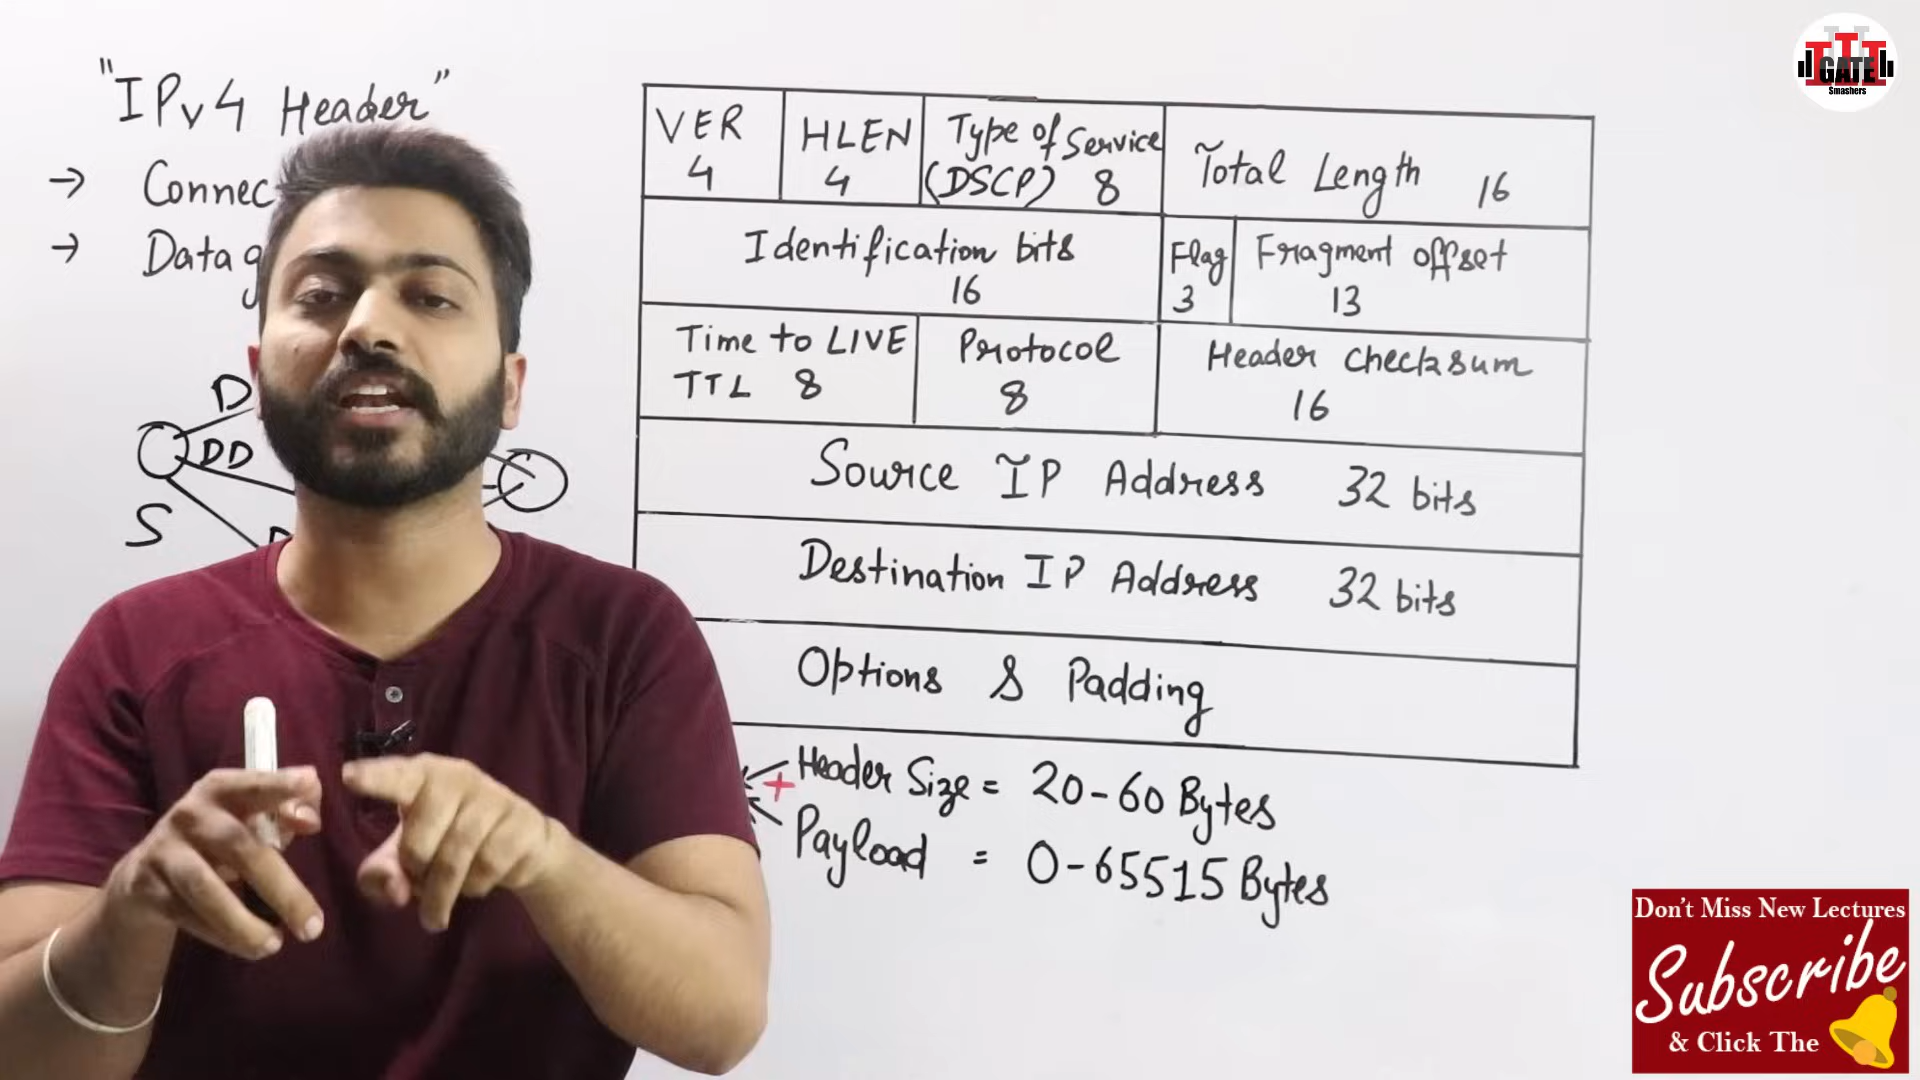 "IPv4 Header"
→ Connec
→ Datag
D
DD
S
VER
4
HLEN
4
Type of Service
(DSCP) 8
Total Length 16
Identification bits
16
Flag
3
Fragment offset
13
Time to LIVE
TTL 8
Protocol
8
Header checksum
16
Source IP Address 32 bits
Destination IP Address 32 bits
Options & Padding
+
Header Size = 20-60 Bytes
Payload = 0-65515 Bytes
GATE
Smashers
Don't Miss New Lectures
Subscribe
& Click The